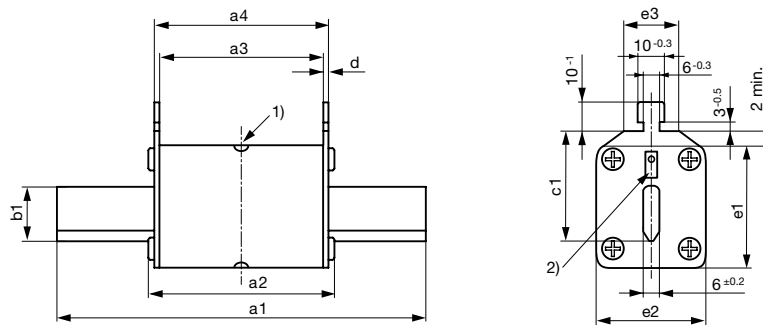 a4
a3
d
1)
b1
a2
a1
e3
10-0.3
6-0.3
10-1
3-0.5
2 min.
c1
e1
2)
6±0.2
e2